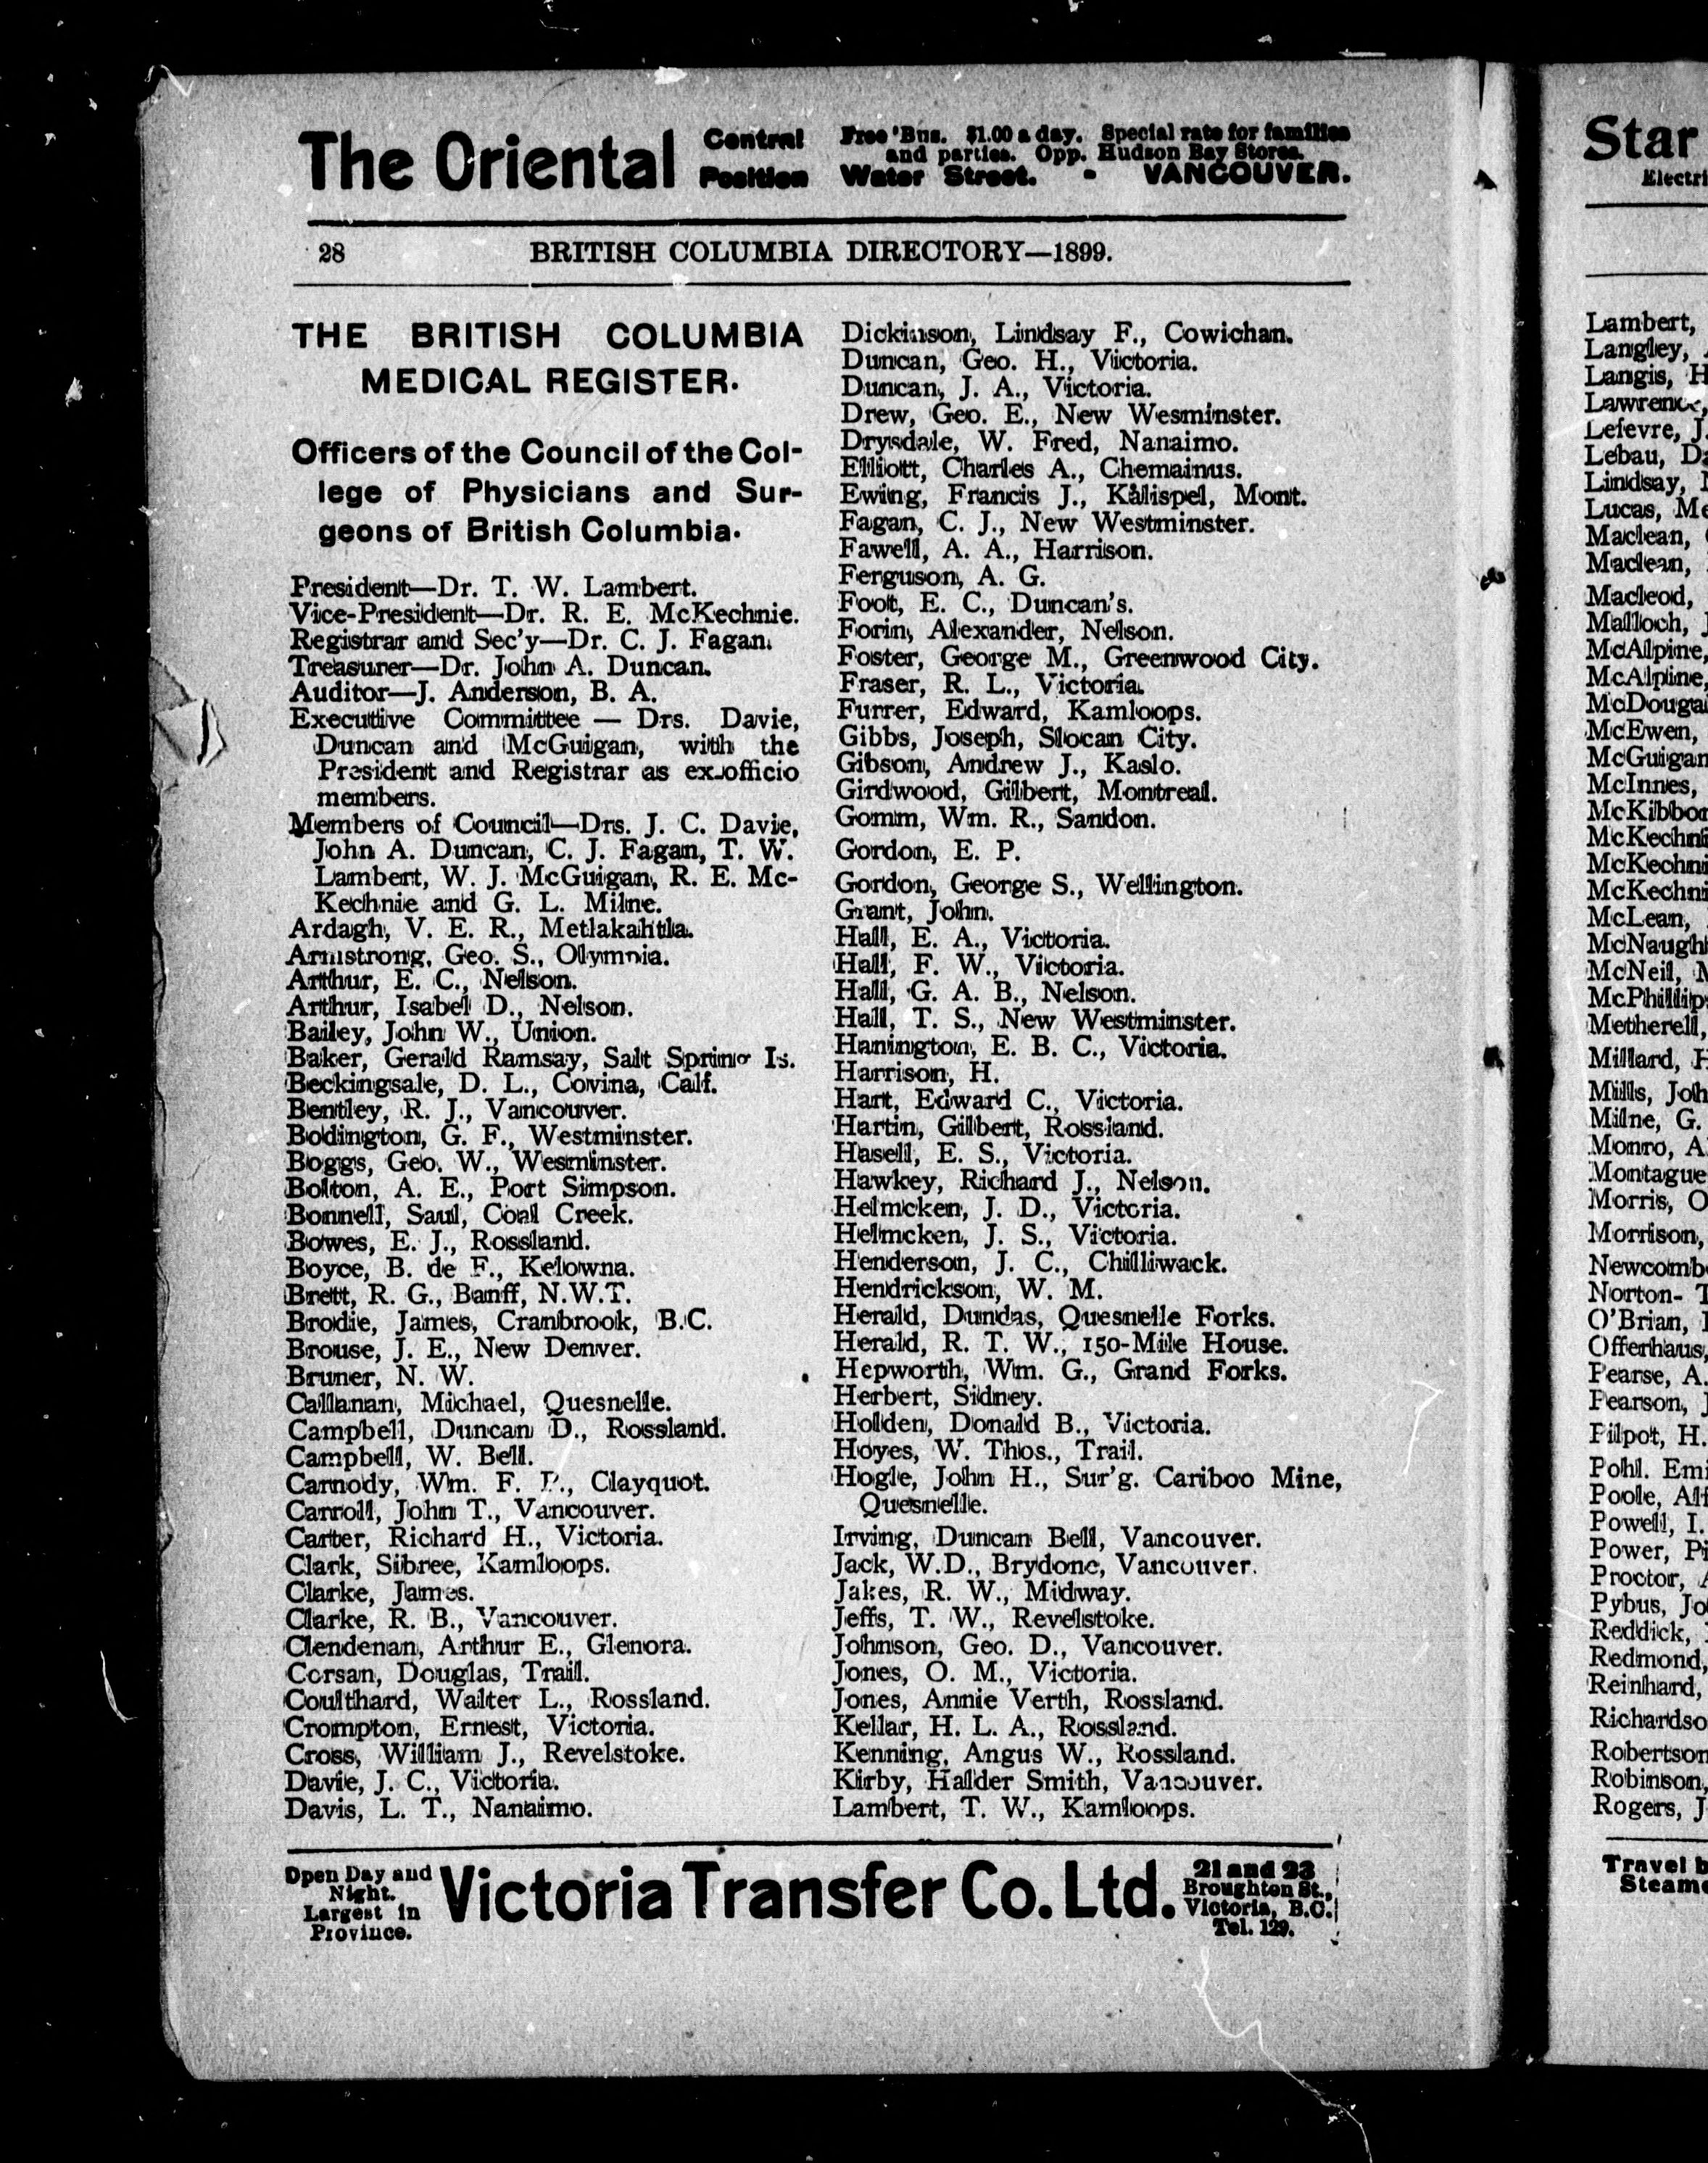 The Oriental Central Position Free 'Bus. $1.00 a day. Special rate for families
and parties. Opp. Hudson Bay Stores.
Water Street. - VANCOUVER.
28 BRITISH COLUMBIA DIRECTORY—1899.
THE BRITISH COLUMBIA
MEDICAL REGISTER.
Officers of the Council of the Col-
lege of Physicians and Sur-
geons of British Columbia.
President—Dr. T. W. Lambert.
Vice-President—Dr. R. E. McKechnie.
Registrar and Sec'y—Dr. C. J. Fagan.
Treasurer—Dr. John A. Duncan.
Auditor—J. Anderson, B. A.
Executive Committee — Drs. Davie,
Duncan and McGuigan, with the
President and Registrar as ex-officio
members.
Members of Council—Drs. J. C. Davie,
John A. Duncan, C. J. Fagan, T. W.
Lambert, W. J. McGuigan, R. E. Mc-
Kechnie and G. L. Milne.
Ardagh, V. E. R., Metlakahtla.
Armstrong, Geo. S., Olympia.
Arthur, E. C., Nelson.
Arthur, Isabel D., Nelson.
Bailey, John W., Union.
Baker, Gerald Ramsay, Salt Spring Is.
Beckingsale, D. L., Covina, Calf.
Bentley, R. J., Vancouver.
Bodington, G. F., Westminster.
Boggs, Geo. W., Wesminster.
Bolton, A. E., Port Simpson.
Bonnell, Saul, Coal Creek.
Bowes, E. J., Rossland.
Boyce, B. de F., Kelowna.
Brett, R. G., Banff, N.W.T.
Brodie, James, Cranbrook, B.C.
Brouse, J. E., New Denver.
Bruner, N. W.
Callanan, Michael, Quesnelle.
Campbell, Duncan D., Rossland.
Campbell, W. Bell.
Carmody, Wm. F. P., Clayquot.
Carroll, John T., Vancouver.
Carter, Richard H., Victoria.
Clark, Sibree, Kamloops.
Clarke, James.
Clarke, R. B., Vancouver.
Clendenan, Arthur E., Glenora.
Corsan, Douglas, Trail.
Coulthard, Walter L., Rossland.
Crompton, Ernest, Victoria.
Cross, William J., Revelstoke.
Davie, J. C., Victoria.
Davis, L. T., Nanaimo.
Dickinson, Lindsay F., Cowichan.
Duncan, Geo. H., Victoria.
Duncan, J. A., Victoria.
Drew, Geo. E., New Wesminster.
Drysdale, W. Fred, Nanaimo.
Elliott, Charles A., Chemainus.
Ewing, Francis J., Kalispel, Mont.
Fagan, C. J., New Westminster.
Fawell, A. A., Harrison.
Ferguson, A. G.
Foot, E. C., Duncan's.
Forin, Alexander, Nelson.
Foster, George M., Greenwood City.
Fraser, R. L., Victoria.
Furrer, Edward, Kamloops.
Gibbs, Joseph, Slocan City.
Gibson, Andrew J., Kaslo.
Girdwood, Gilbert, Montreal.
Gomm, Wm. R., Sandon.
Gordon, E. P.
Gordon, George S., Wellington.
Grant, John.
Hall, E. A., Victoria.
Hall, F. W., Victoria.
Hall, G. A. B., Nelson.
Hall, T. S., New Westminster.
Hanington, E. B. C., Victoria.
Harrison, H.
Hart, Edward C., Victoria.
Hartin, Gilbert, Rossland.
Hasell, E. S., Victoria.
Hawkey, Richard J., Nelson.
Helmcken, J. D., Victoria.
Helmcken, J. S., Victoria.
Henderson, J. C., Chilliwack.
Hendrickson, W. M.
Herald, Dundas, Quesnelle Forks.
Herald, R. T. W., 150-Mile House.
Hepworth, Wm. G., Grand Forks.
Herbert, Sidney.
Holden, Donald B., Victoria.
Hoyes, W. Thos., Trail.
Hogle, John H., Sur'g. Cariboo Mine,
Quesnelle.
Irving, Duncan Bell, Vancouver.
Jack, W.D., Brydone, Vancouver.
Jakes, R. W., Midway.
Jeffs, T. W., Revelstoke.
Johnson, Geo. D., Vancouver.
Jones, O. M., Victoria.
Jones, Annie Verth, Rossland.
Kellar, H. L. A., Rossland.
Kenning, Angus W., Rossland.
Kirby, Halder Smith, Vancouver.
Lambert, T. W., Kamloops.
Open Day and
Night.
Largest in
Province.
Victoria Transfer Co. Ltd.
21 and 23
Broughton St.,
Victoria, B.C.
Tel. 129.
Star
Lambert,
Langley,
Langis, H
Lawrence,
Lefevre, J.
Lebau,
Lindsay,
Lucas,
Maclean,
Maclean,
Macleod,
Malloch,
McAlpine,
McAlpine,
McEwen,
McGuigan
McInnes,
McLean,
McNeil,
Metherell,
Millard, H
Mills,
Milne, G.
Monro, A
Montague
Morris, O
Morrison,
Norton-
O'Brian,
Offerhaus,
Pearse, A.
Pearson,
Pilpot, H.
Pohl.
Poole,
Powell, I.
Power,
Proctor,
Pybus,
Reddick,
Redmond,
Reinhard,
Robinson,
Rogers, J
Travel